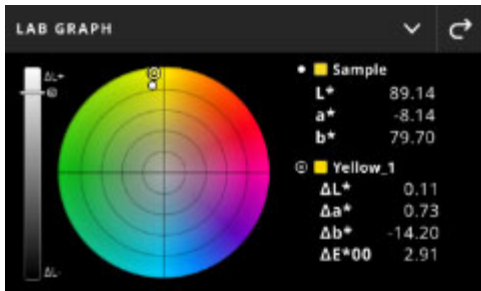 LAB GRAPH
ΔL+
ΔL-
Sample
L* 89.14
a* -8.14
b* 79.70
Yellow_1
ΔL* 0.11
Δa* 0.73
Δb* -14.20
ΔE*00 2.91